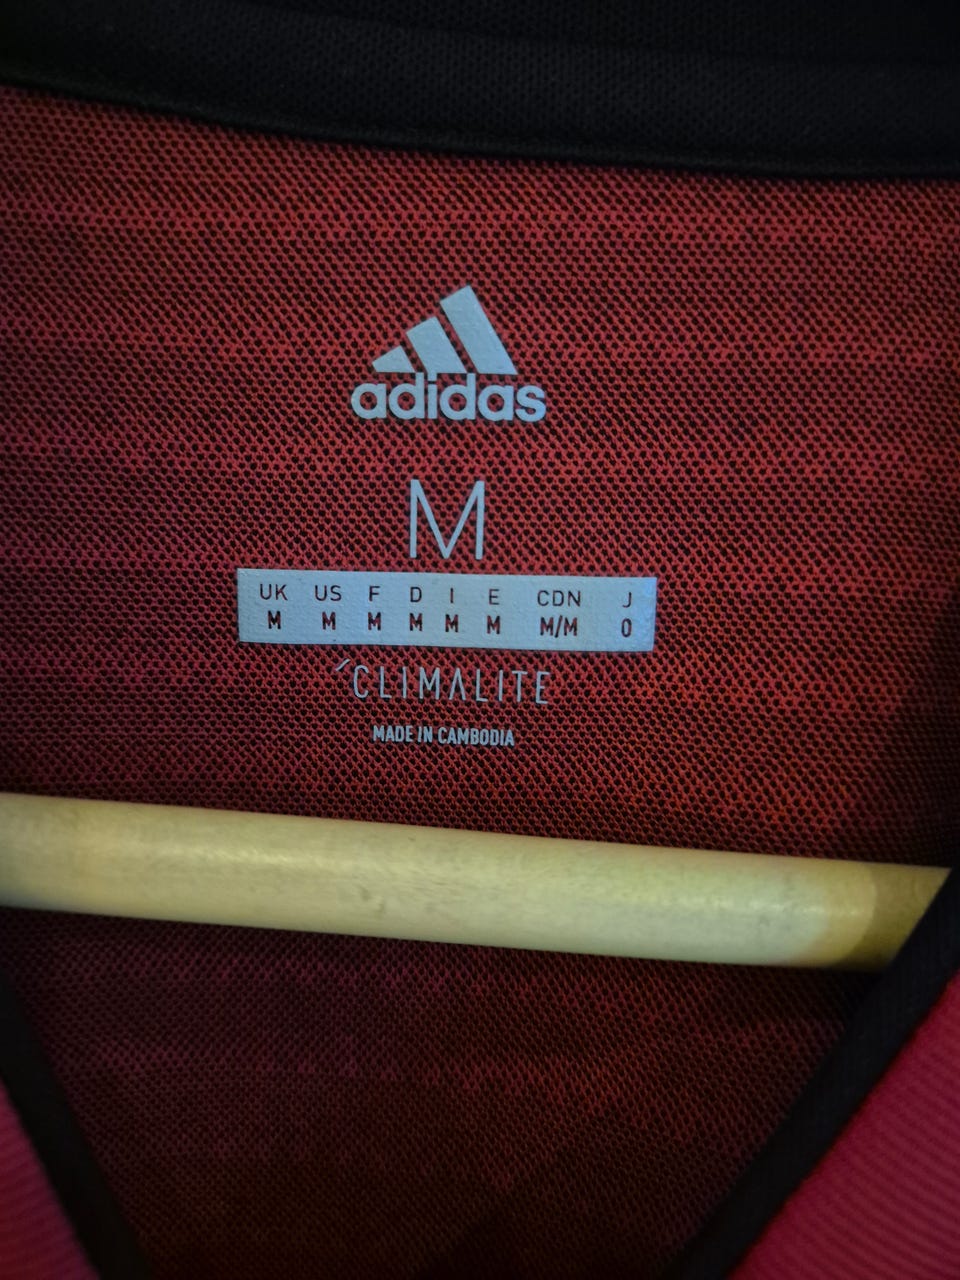 adidas
M
UK US F D I E CDN J
M M M M M M M/M O
´CLIMALITE
MADE IN CAMBODIA